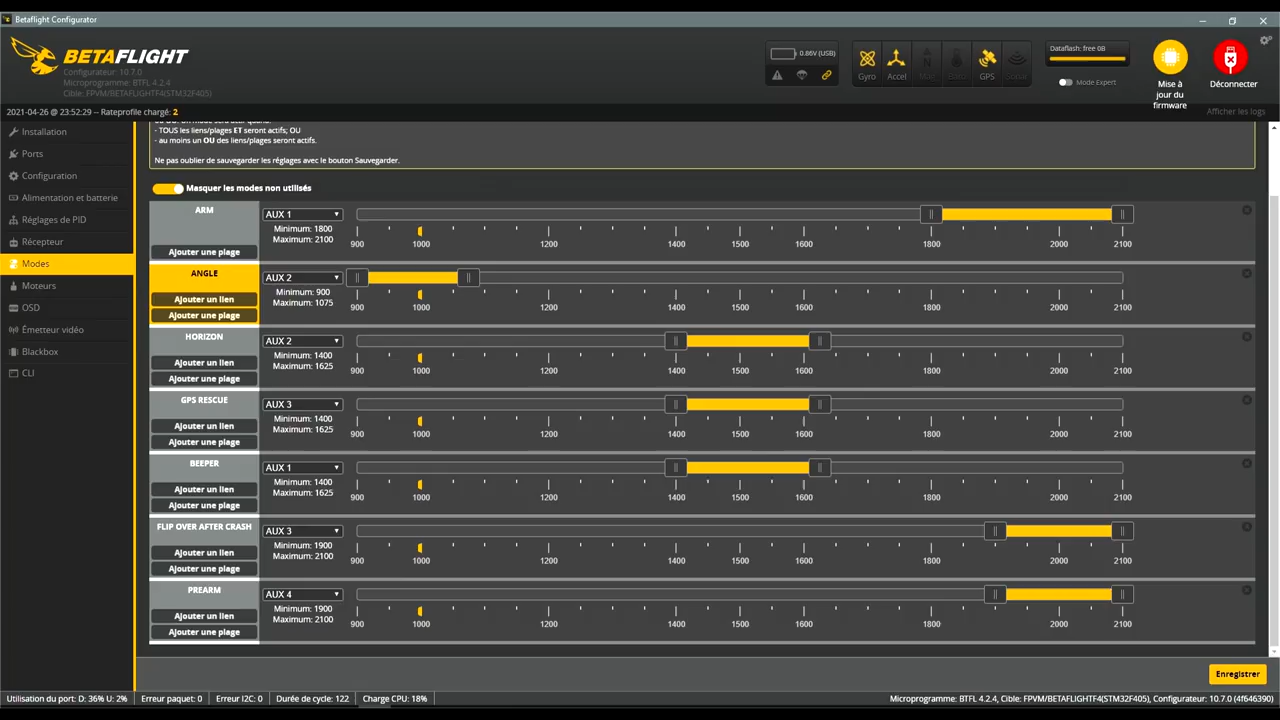 Betaflight Configurator
BETAFLIGHT
Configurateur: 10.7.0
Microprogramme: BTFL 4.2.4
Cible: FPVM/BETAFLIGHTF4(STM32F405)
0.86V (USB)
Gyro
Accel
Mag
Baro
GPS
Sonar
Dataflash: free 0B
Mode Expert
Mise à
jour du
firmware
Déconnecter
2021-04-26 @ 23:52:29 -- Rateprofile chargé: 2
Afficher les logs
Installation
Ports
Configuration
Alimentation et batterie
Réglages de PID
Récepteur
Modes
Moteurs
OSD
Émetteur vidéo
Blackbox
CLI
- TOUS les liens/plages ET seront actifs; OU
- au moins un OU des liens/plages seront actifs.
Ne pas oublier de sauvegarder les réglages avec le bouton Sauvegarder.
Masquer les modes non utilisés
ARM
Ajouter une plage
AUX 1
Minimum: 1800
Maximum: 2100
900 1000 1200 1400 1500 1600 1800 2000 2100
ANGLE
Ajouter un lien
Ajouter une plage
AUX 2
Minimum: 900
Maximum: 1075
900 1000 1200 1400 1500 1600 1800 2000 2100
HORIZON
Ajouter un lien
Ajouter une plage
AUX 2
Minimum: 1400
Maximum: 1625
900 1000 1200 1400 1500 1600 1800 2000 2100
GPS RESCUE
Ajouter un lien
Ajouter une plage
AUX 3
Minimum: 1400
Maximum: 1625
900 1000 1200 1400 1500 1600 1800 2000 2100
BEEPER
Ajouter un lien
Ajouter une plage
AUX 1
Minimum: 1400
Maximum: 1625
900 1000 1200 1400 1500 1600 1800 2000 2100
FLIP OVER AFTER CRASH
Ajouter un lien
Ajouter une plage
AUX 3
Minimum: 1900
Maximum: 2100
900 1000 1200 1400 1500 1600 1800 2000 2100
PREARM
Ajouter un lien
Ajouter une plage
AUX 4
Minimum: 1900
Maximum: 2100
900 1000 1200 1400 1500 1600 1800 2000 2100
Enregistrer
Utilisation du port: D: 36% U: 2%
Erreur paquet: 0
Erreur I2C: 0
Durée de cycle: 122
Charge CPU: 18%
Microprogramme: BTFL 4.2.4, Cible: FPVM/BETAFLIGHTF4(STM32F405), Configurateur: 10.7.0 (4f646390)